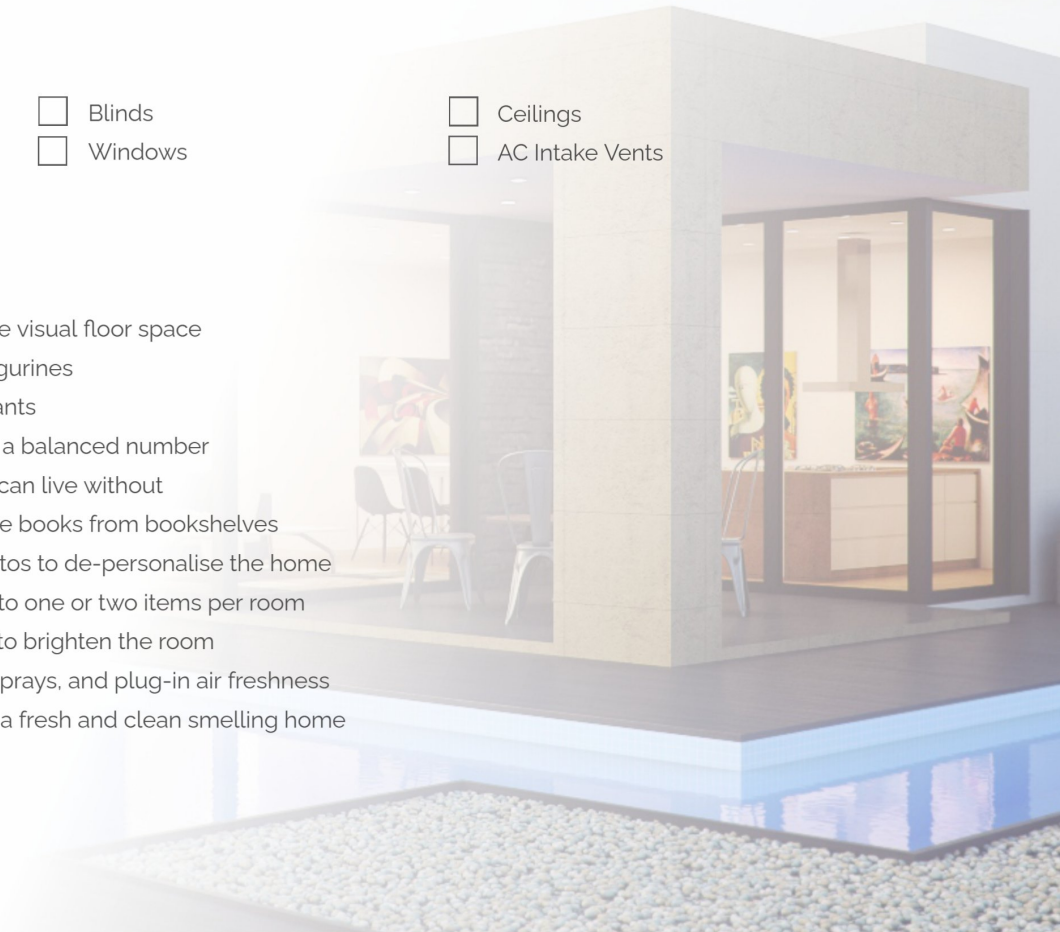 Blinds
Ceilings
Windows
AC Intake Vents
e visual floor space
gurines
ants
a balanced number
can live without
e books from bookshelves
tos to de-personalise the home
to one or two items per room
to brighten the room
prays, and plug-in air freshness
a fresh and clean smelling home